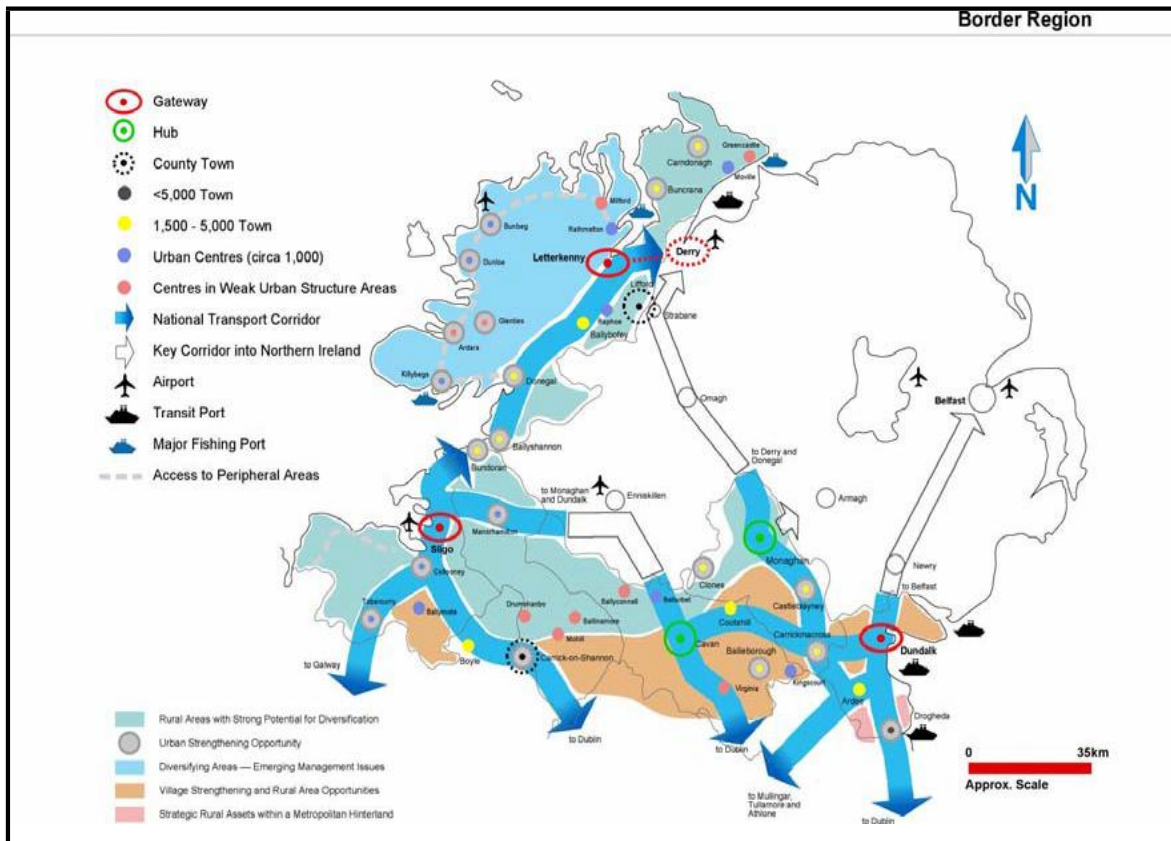 Border Region
Gateway
Hub
County Town
<5,000 Town
1,500 - 5,000 Town
Urban Centres (circa 1,000)
Centres in Weak Urban Structure Areas
National Transport Corridor
Key Corridor into Northern Ireland
Airport
Transit Port
Major Fishing Port
Access to Peripheral Areas
Greencastle
Carndonagh
Moville
Buncrana
Milford
Rathmelton
N
Bunbeg
Letterkenny
Derry
Dunloe
Lifford
Strabane
Raphoe
Glenties
Ballybofey
Ardara
Killybegs
Donegal
Omagh
Belfast
Ballyshannon
Bundoran
to Derry and
Donegal
to Monaghan
and Dundalk
Enniskillen
Armagh
Manorhamilton
Sligo
Monaghan
Newry
Collooney
Clones
to Belfast
Tobercurry
Ballymote
Drumshanbo
Ballyconnell
Belturbet
Castleblayney
Ballinamore
Cootehill
Mohill
Cavan
Carrickmacross
Dundalk
Boyle
Carrick-on-Shannon
Bailieborough
to Galway
Virginia
Kingscourt
Ardee
Drogheda
to Dublin
to Dublin
to Mullingar,
Tullamore and
Athlone
to Dublin
0 35km
Approx. Scale
Rural Areas with Strong Potential for Diversification
Urban Strengthening Opportunity
Diversifying Areas — Emerging Management Issues
Village Strengthening and Rural Area Opportunities
Strategic Rural Assets within a Metropolitan Hinterland